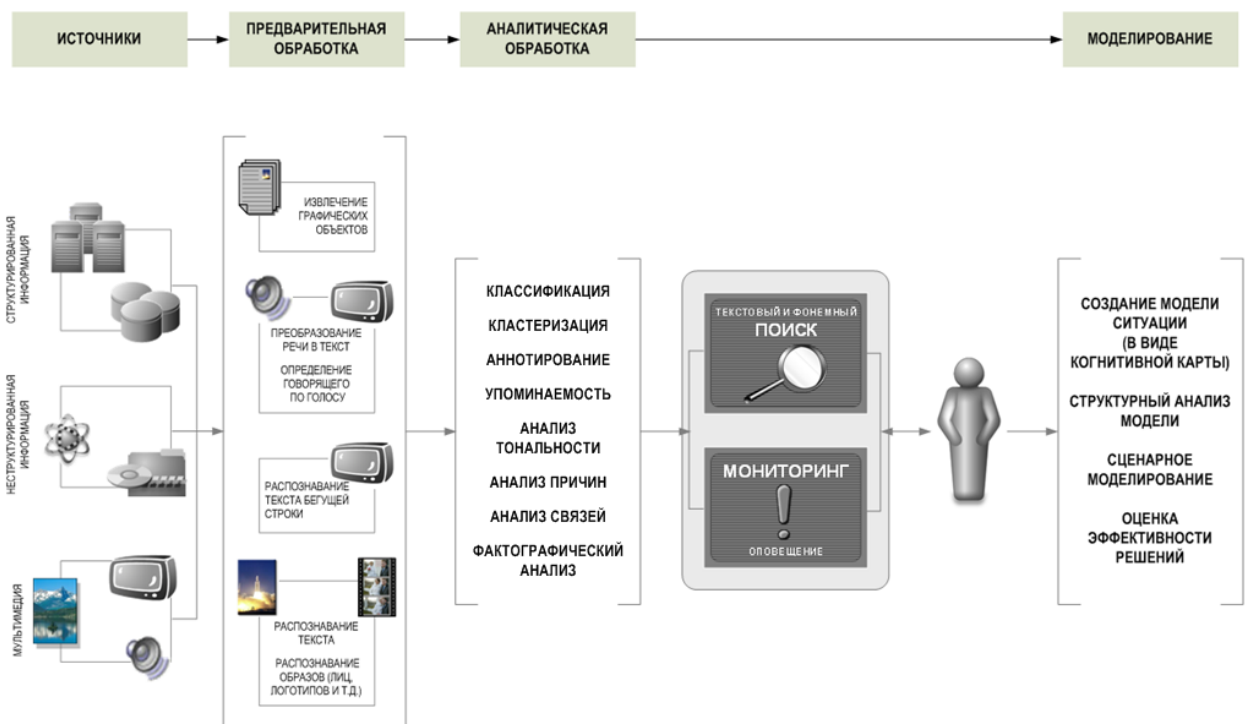 ИСТОЧНИКИ
ПРЕДВАРИТЕЛЬНАЯ
ОБРАБОТКА
АНАЛИТИЧЕСКАЯ
ОБРАБОТКА
МОДЕЛИРОВАНИЕ
СТРУКТУРИРОВАННАЯ
ИНФОРМАЦИЯ
НЕСТРУКТУРИРОВАННАЯ
ИНФОРМАЦИЯ
МУЛЬТИМЕДИЯ
ИЗВЛЕЧЕНИЕ
ГРАФИЧЕСКИХ
ОБЪЕКТОВ
ПРЕОБРАЗОВАНИЕ
РЕЧИ В ТЕКСТ
ОПРЕДЕЛЕНИЕ
ГОВОРЯЩЕГО
ПО ГОЛОСУ
РАСПОЗНАВАНИЕ
ТЕКСТА БЕГУЩЕЙ
СТРОКИ
РАСПОЗНАВАНИЕ
ТЕКСТА
РАСПОЗНАВАНИЕ
ОБРАЗОВ (ЛИЦ,
ЛОГОТИПОВ И Т.Д.)
КЛАССИФИКАЦИЯ
КЛАСТЕРИЗАЦИЯ
АННОТИРОВАНИЕ
УПОМИНАЕМОСТЬ
АНАЛИЗ
ТОНАЛЬНОСТИ
АНАЛИЗ ПРИЧИН
АНАЛИЗ СВЯЗЕЙ
ФАКТОГРАФИЧЕСКИЙ
АНАЛИЗ
ТЕКСТОВЫЙ И ФОНЕМНЫЙ
ПОИСК
МОНИТОРИНГ
ОПОВЕЩЕНИЕ
СОЗДАНИЕ МОДЕЛИ
СИТУАЦИИ
(В ВИДЕ
КОГНИТИВНОЙ КАРТЫ)
СТРУКТУРНЫЙ АНАЛИЗ
МОДЕЛИ
СЦЕНАРНОЕ
МОДЕЛИРОВАНИЕ
ОЦЕНКА
ЭФФЕКТИВНОСТИ
РЕШЕНИЙ